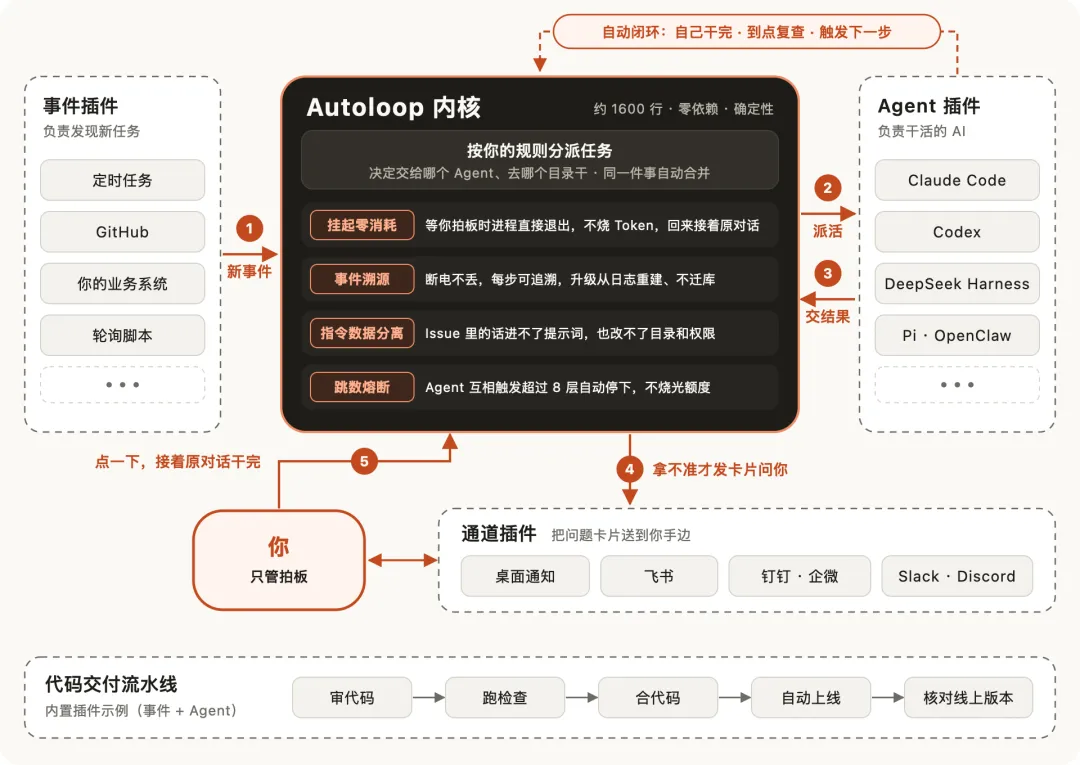 自动闭环：自己干完 · 到点复查 · 触发下一步
事件插件
负责发现新任务
定时任务
GitHub
你的业务系统
轮询脚本
•••
1
新事件
Autoloop 内核
约 1600 行 · 零依赖 · 确定性
按你的规则分派任务
决定交给哪个 Agent、去哪个目录干 · 同一件事自动合并
挂起零消耗
等你拍板时进程直接退出，不烧 Token，回来接着原对话
事件溯源
断电不丢，每步可追溯，升级从日志重建、不迁库
指令数据分离
Issue 里的话进不了提示词，也改不了目录和权限
跳数熔断
Agent 互相触发超过 8 层自动停下，不烧光额度
2
派活
3
交结果
Agent 插件
负责干活的 AI
Claude Code
Codex
DeepSeek Harness
Pi · OpenClaw
•••
点一下，接着原对话干完
5
4
拿不准才发卡片问你
你
只管拍板
通道插件
把问题卡片送到你手边
桌面通知
飞书
钉钉 · 企微
Slack · Discord
代码交付流水线
内置插件示例（事件 + Agent）
审代码
跑检查
合代码
自动上线
核对线上版本